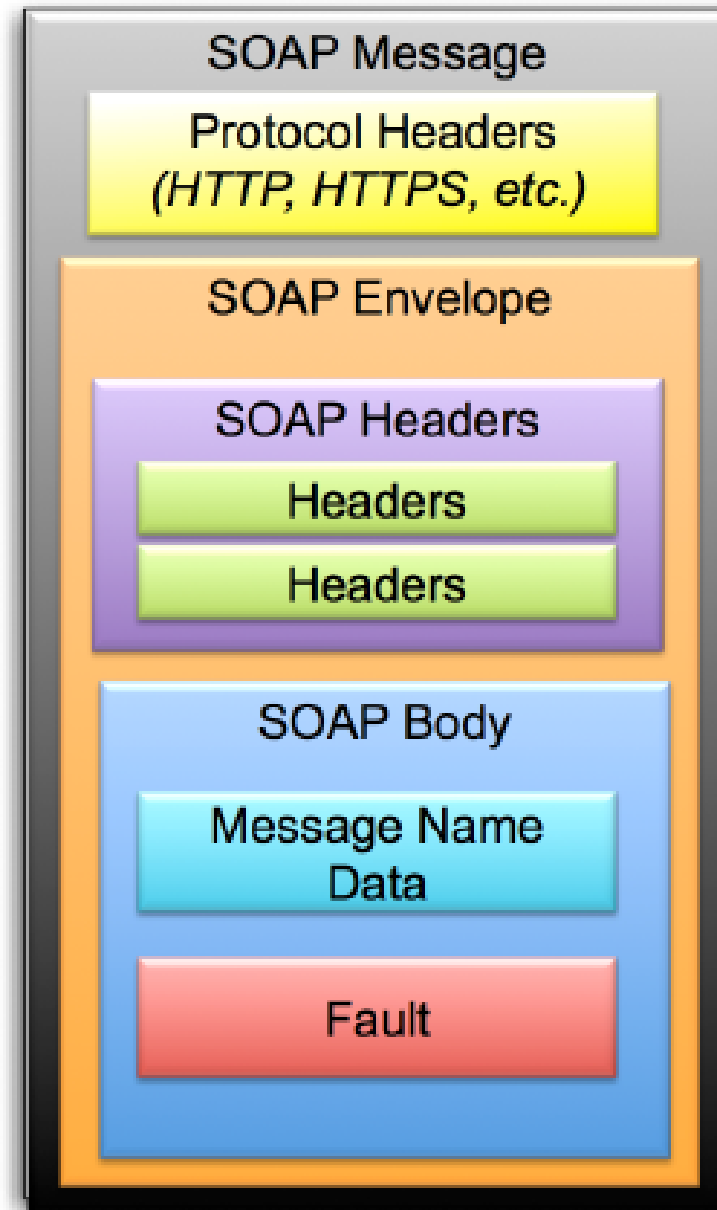 SOAP Message
Protocol Headers
(HTTP, HTTPS, etc.)
SOAP Envelope
SOAP Headers
Headers
Headers
SOAP Body
Message Name
Data
Fault